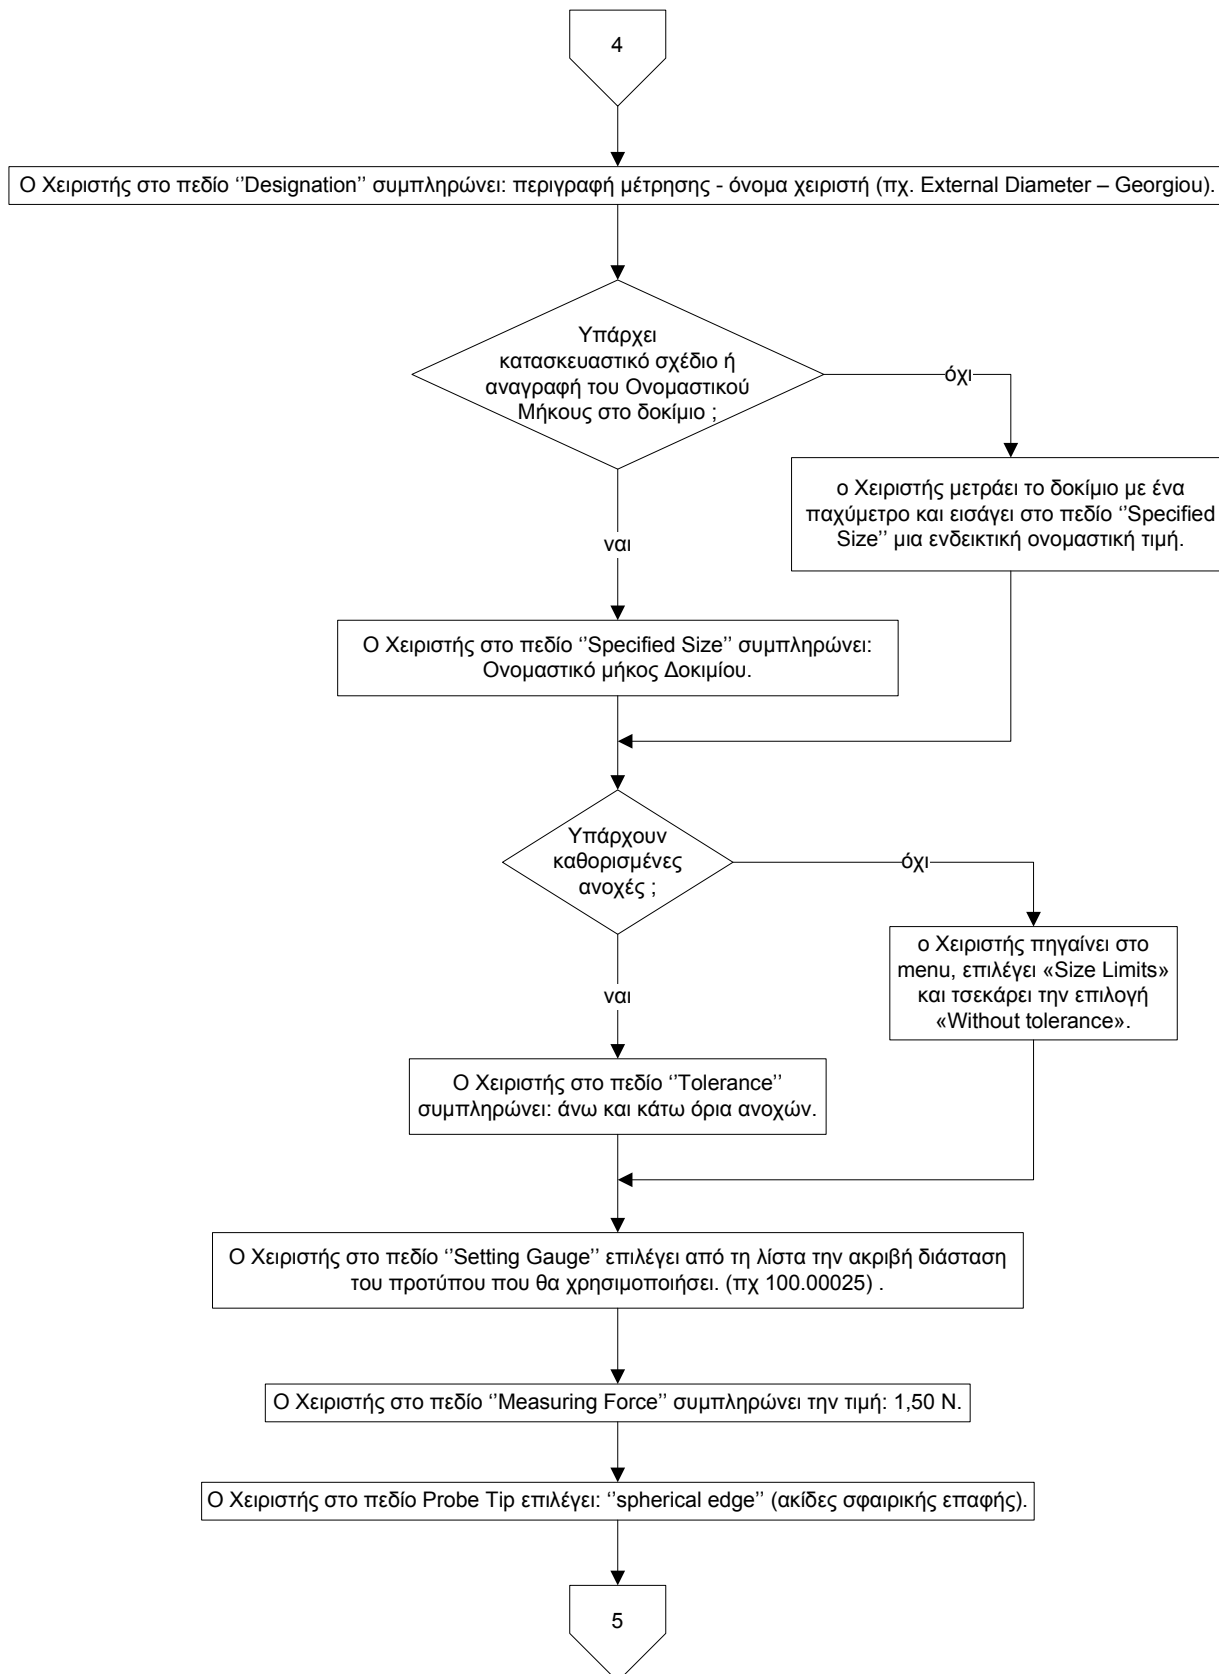 4
Ο Χειριστής στο πεδίο ‘’Designation’’ συμπληρώνει: περιγραφή μέτρησης - όνομα χειριστή (πχ. External Diameter – Georgiou).
Υπάρχει
κατασκευαστικό σχέδιο ή
αναγραφή του Ονομαστικού
Μήκους στο δοκίμιο ;
όχι
ο Χειριστής μετράει το δοκίμιο με ένα
παχύμετρο και εισάγει στο πεδίο ‘’Specified
Size’’ μια ενδεικτική ονομαστική τιμή.
ναι
Ο Χειριστής στο πεδίο ‘’Specified Size’’ συμπληρώνει:
Ονομαστικό μήκος Δοκιμίου.
Υπάρχουν
καθορισμένες
ανοχές ;
όχι
ο Χειριστής πηγαίνει στο
menu, επιλέγει «Size Limits»
και τσεκάρει την επιλογή
«Without tolerance».
ναι
Ο Χειριστής στο πεδίο ‘’Tolerance’’
συμπληρώνει: άνω και κάτω όρια ανοχών.
Ο Χειριστής στο πεδίο ‘’Setting Gauge’’ επιλέγει από τη λίστα την ακριβή διάσταση
του προτύπου που θα χρησιμοποιήσει. (πχ 100.00025) .
Ο Χειριστής στο πεδίο ‘’Measuring Force’’ συμπληρώνει την τιμή: 1,50 N.
Ο Χειριστής στο πεδίο Probe Tip επιλέγει: ‘’spherical edge’’ (ακίδες σφαιρικής επαφής).
5